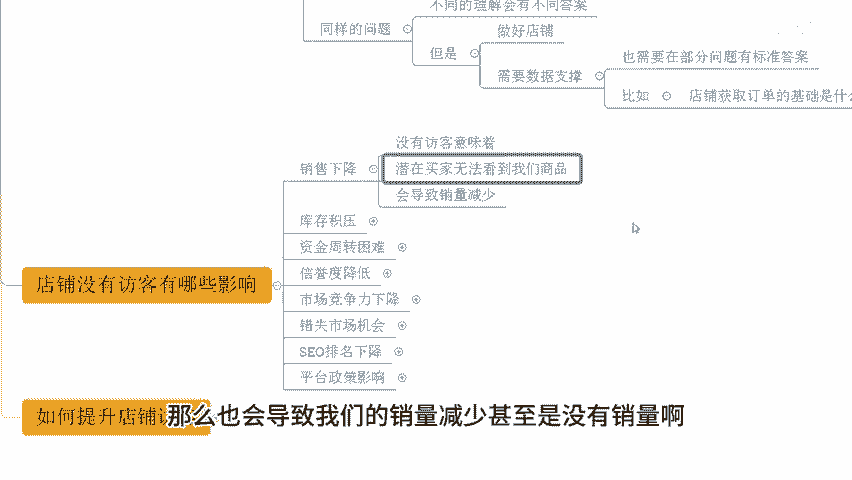 不同的理解会有不同答案
同样的问题
做好店铺
但是
也需要在部分问题有标准答案
需要数据支撑
比如
店铺获取订单的基础是什
没有访客意味着
销售下降
潜在买家无法看到我们商品
会导致销量减少
库存积压
资金周转困难
信誉度降低
店铺没有访客有哪些影响
市场竞争力下降
错失市场机会
SEO排名下降
平台政策影响
如何提升店铺
那么也会导致我们的销量减少甚至是没有销量啊